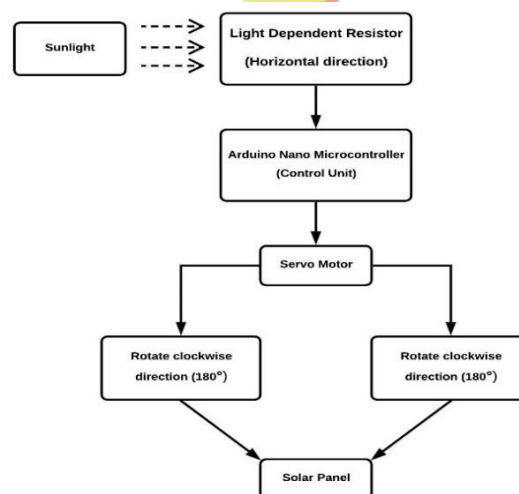 Sunlight
Light Dependent Resistor
(Horizontal direction)
Arduino Nano Microcontroller
(Control Unit)
Servo Motor
Rotate clockwise
direction (180°)
Rotate clockwise
direction (180°)
Solar Panel